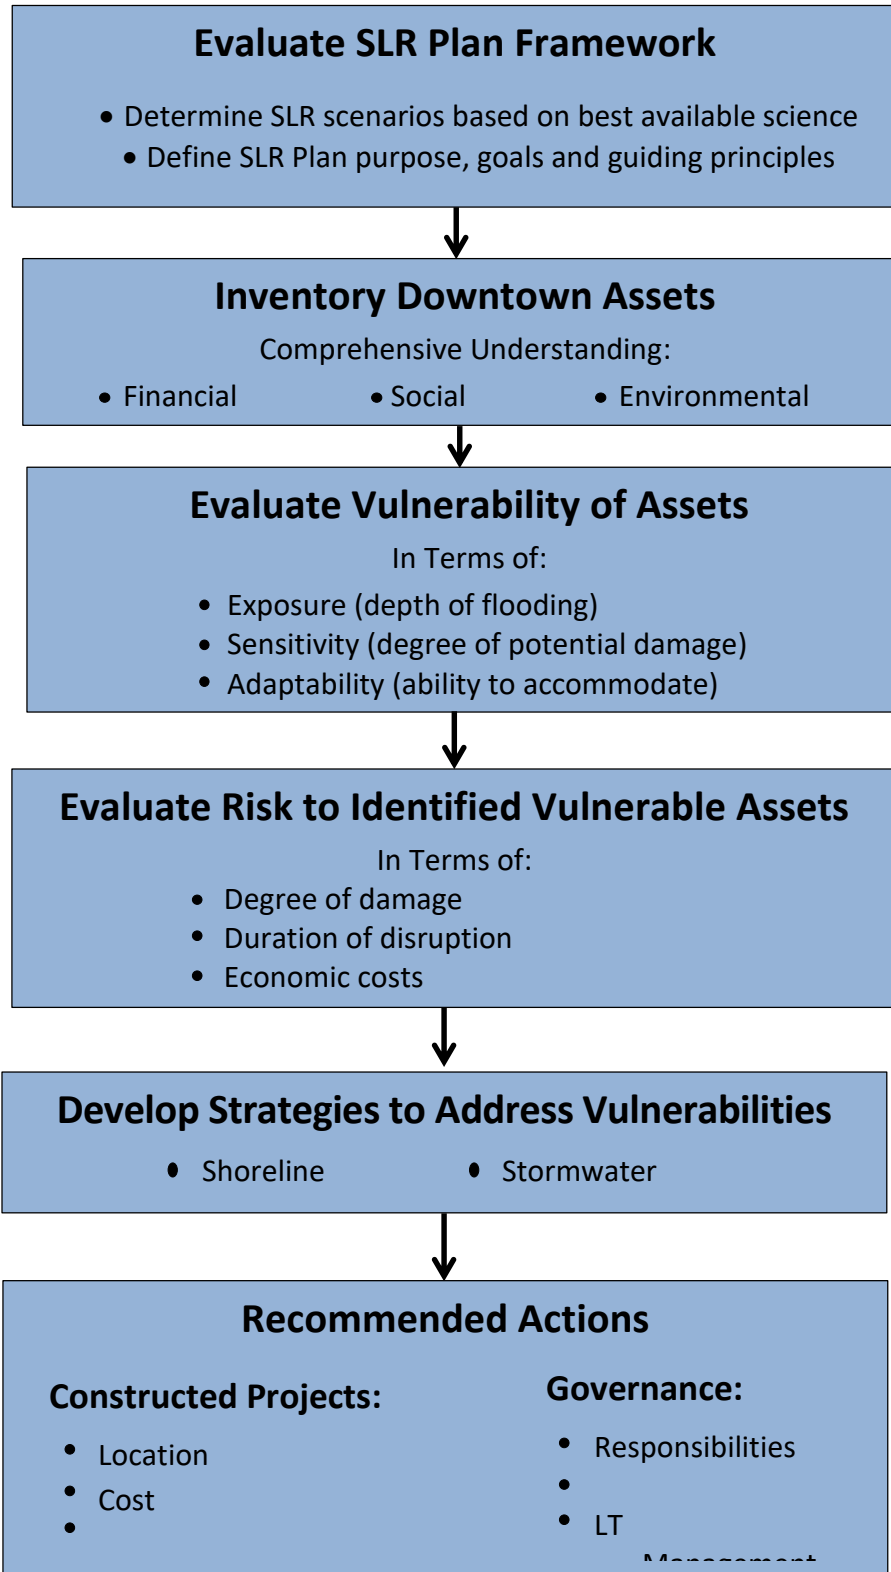 Evaluate SLR Plan Framework
• Determine SLR scenarios based on best available science
• Define SLR Plan purpose, goals and guiding principles
Inventory Downtown Assets
Comprehensive Understanding:
• Financial • Social • Environmental
Evaluate Vulnerability of Assets
In Terms of:
• Exposure (depth of flooding)
• Sensitivity (degree of potential damage)
• Adaptability (ability to accommodate)
Evaluate Risk to Identified Vulnerable Assets
In Terms of:
• Degree of damage
• Duration of disruption
• Economic costs
Develop Strategies to Address Vulnerabilities
• Shoreline • Stormwater
Recommended Actions
Constructed Projects:
• Location
• Cost
•
Governance:
• Responsibilities
•
• LT
Management